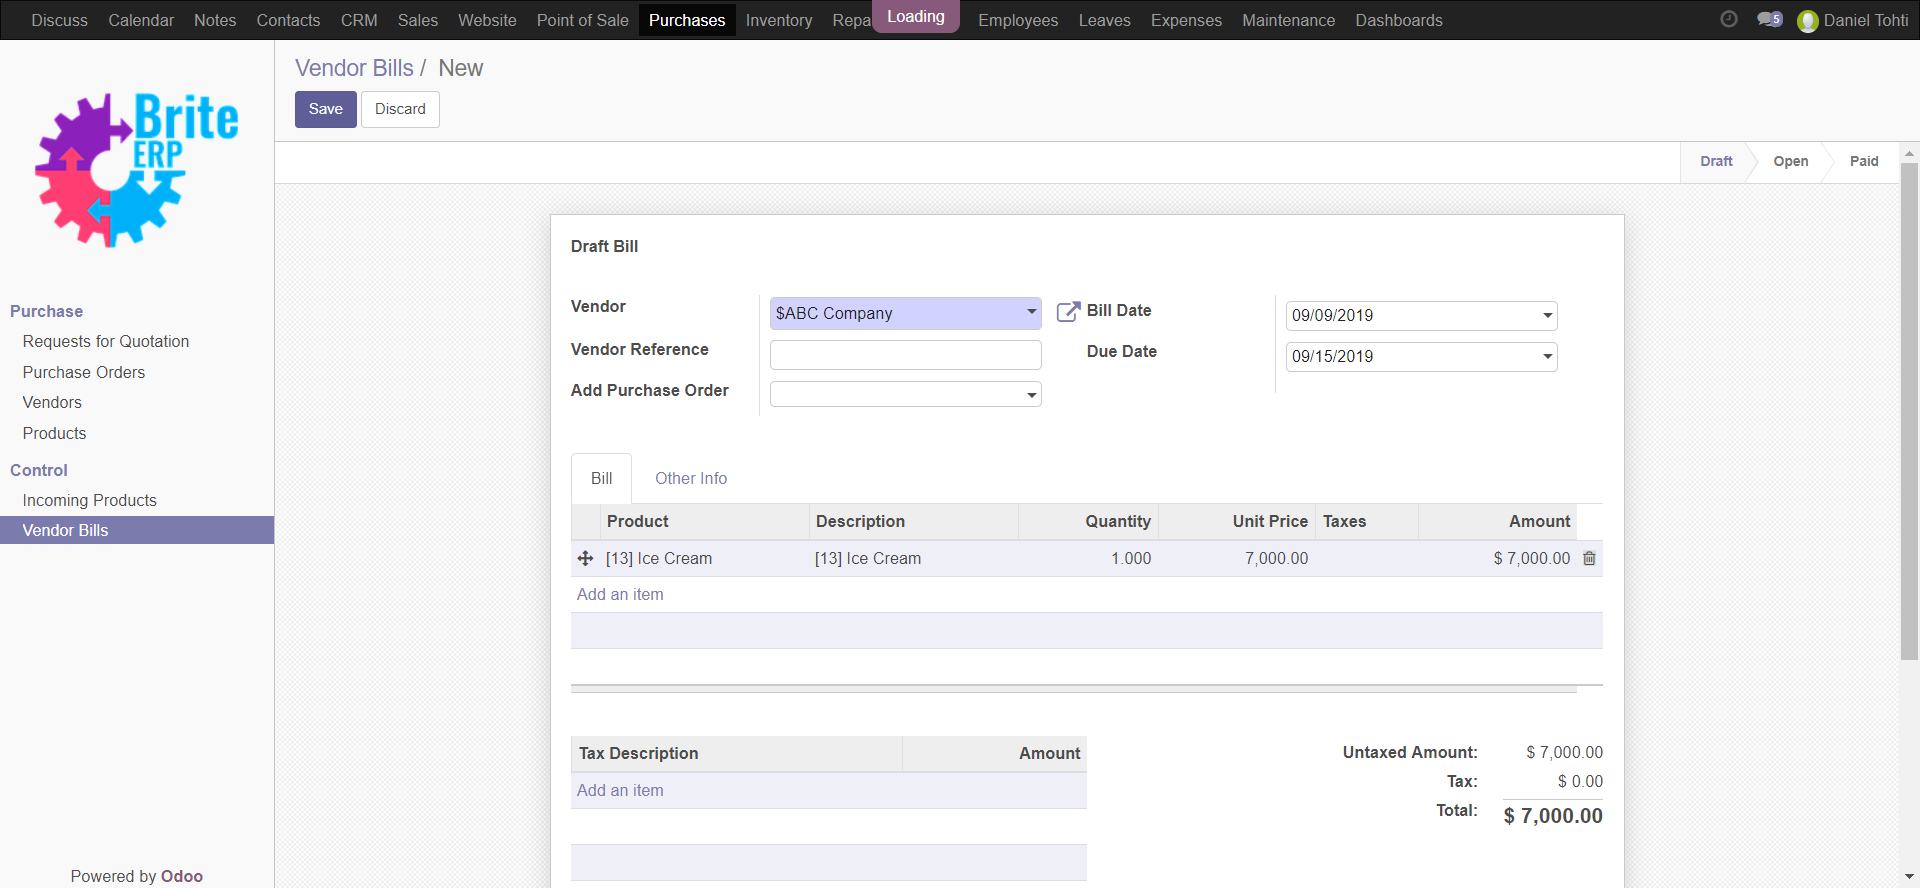 Discuss Calendar Notes Contacts CRM Sales Website Point of Sale Purchases Inventory Repa Loading Employees Leaves Expenses Maintenance Dashboards 5 Daniel Tohti
Brite
ERP
Vendor Bills / New
Save Discard
Draft Open Paid
Purchase
Requests for Quotation
Purchase Orders
Vendors
Products
Control
Incoming Products
Vendor Bills
Powered by Odoo
Draft Bill
Vendor $ABC Company Bill Date 09/09/2019
Vendor Reference Due Date 09/15/2019
Add Purchase Order
Bill Other Info
Product Description Quantity Unit Price Taxes Amount
[13] Ice Cream [13] Ice Cream 1.000 7,000.00 $ 7,000.00
Add an item
Tax Description Amount
Add an item
Untaxed Amount: $ 7,000.00
Tax: $ 0.00
Total: $ 7,000.00